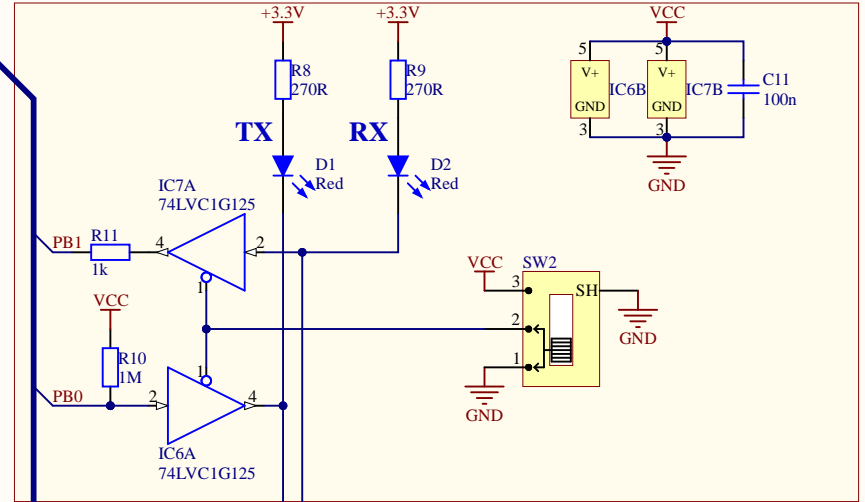 +3.3V
+3.3V
VCC
R8
270R
R9
270R
5
V+
GND
3
IC6B
5
V+
GND
3
IC7B
C11
100n
GND
TX
RX
D1
Red
D2
Red
IC7A
74LVC1G125
PB1
R11
1k
4
2
1
VCC
R10
1M
PB0
2
1
4
IC6A
74LVC1G125
VCC
SW2
3
SH
2
1
GND
GND